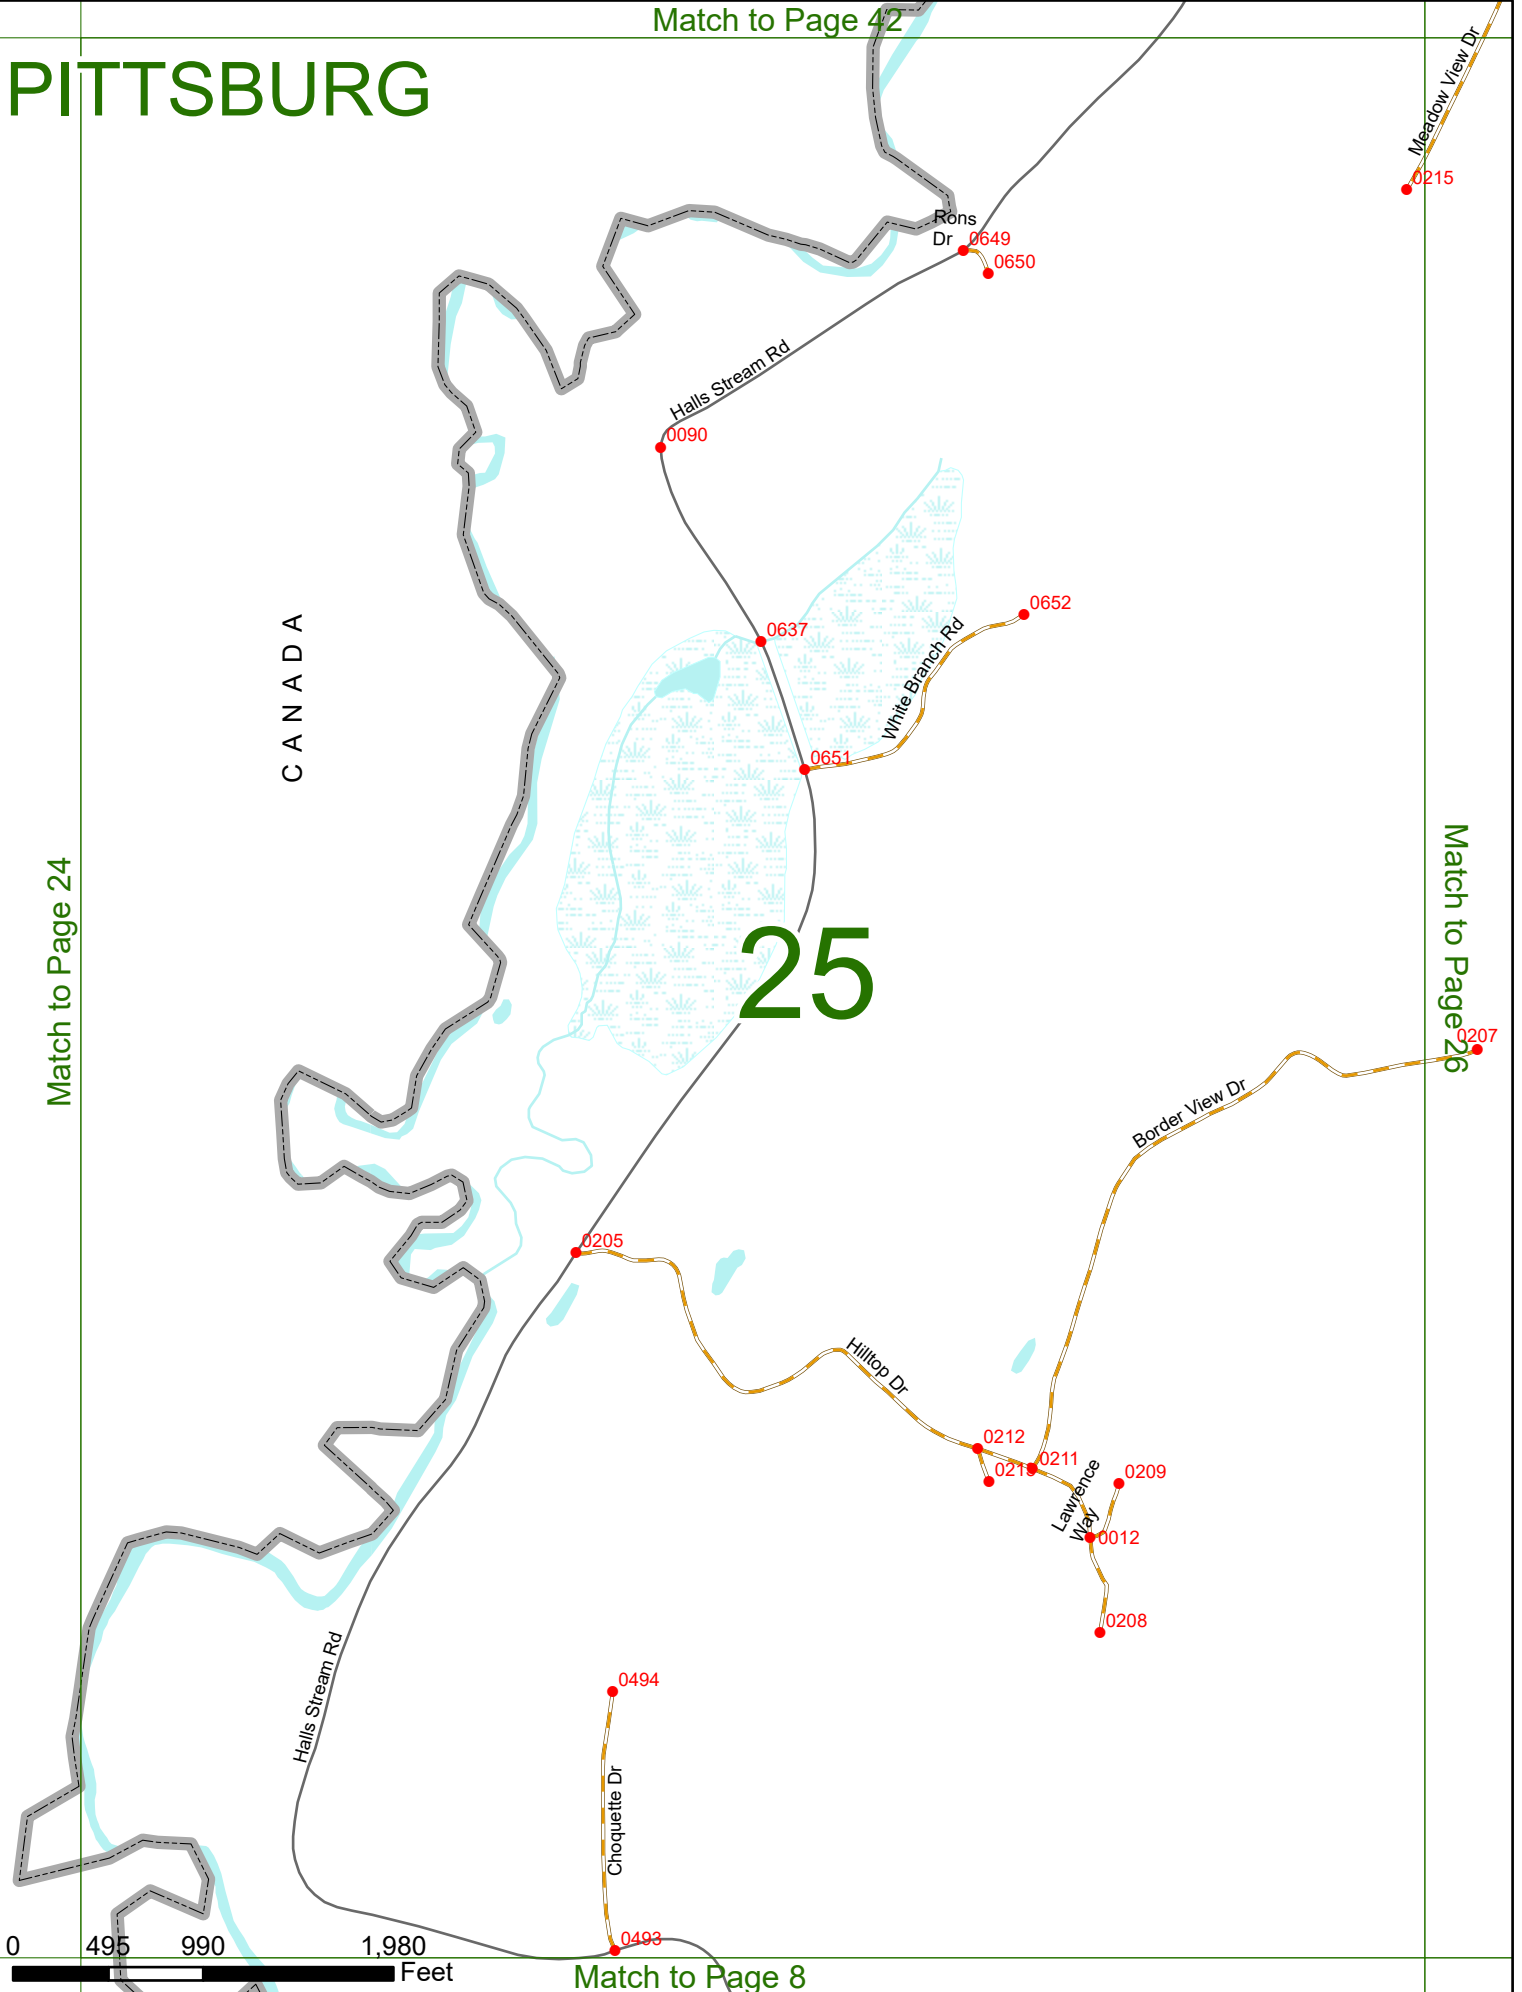 Match to Page 42
PITTSBURG
Meadow View Dr
0215
Rons
Dr
0649
0650
Halls Stream Rd
0090
0652
0637
White Branch Rd
0651
CANADA
Match to Page 24
Match to Page 26
25
0207
Border View Dr
0205
Hilltop Dr
0212
0211
0213
0209
Lawrence
Way
0012
0208
Halls Stream Rd
0494
Choquette Dr
0493
0 495 990 1,980
Feet
Match to Page 8